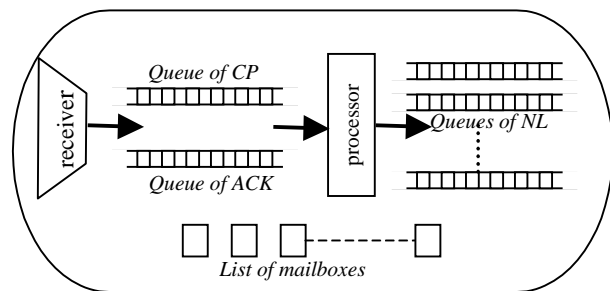 Queue of CP
receiver
processor
Queues of NL
Queue of ACK
List of mailboxes